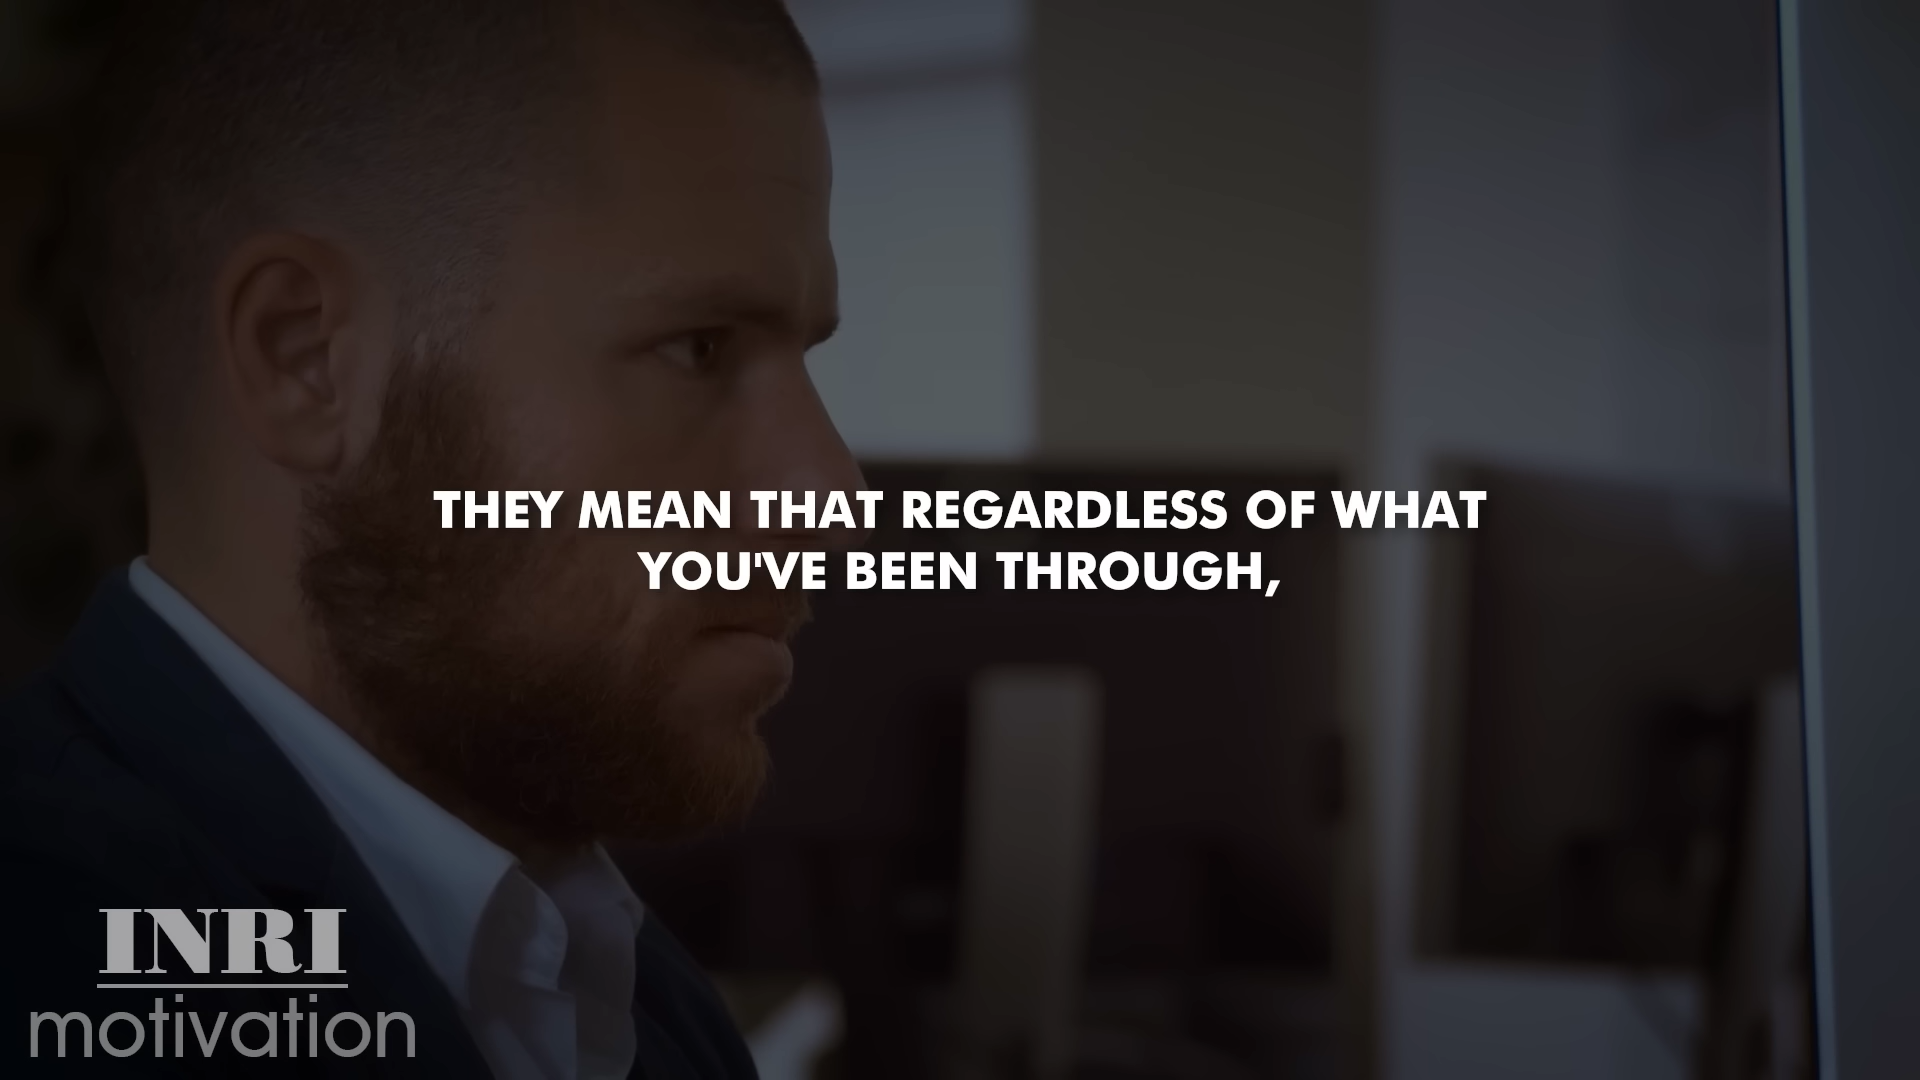 THEY MEAN THAT REGARDLESS OF WHAT
YOU'VE BEEN THROUGH,
INRI
motivation